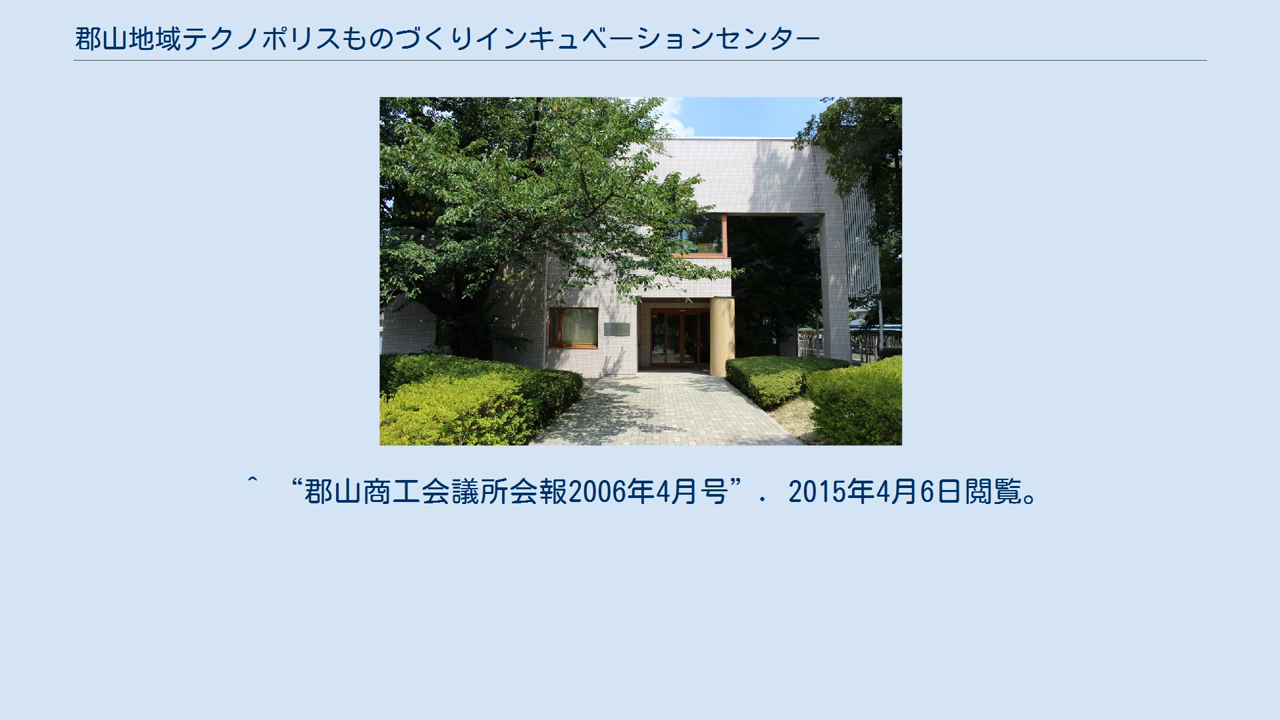 郡山地域テクノポリスものづくりインキュベーションセンター
^ “郡山商工会議所会報2006年4月号”. 2015年4月6日閲覧。